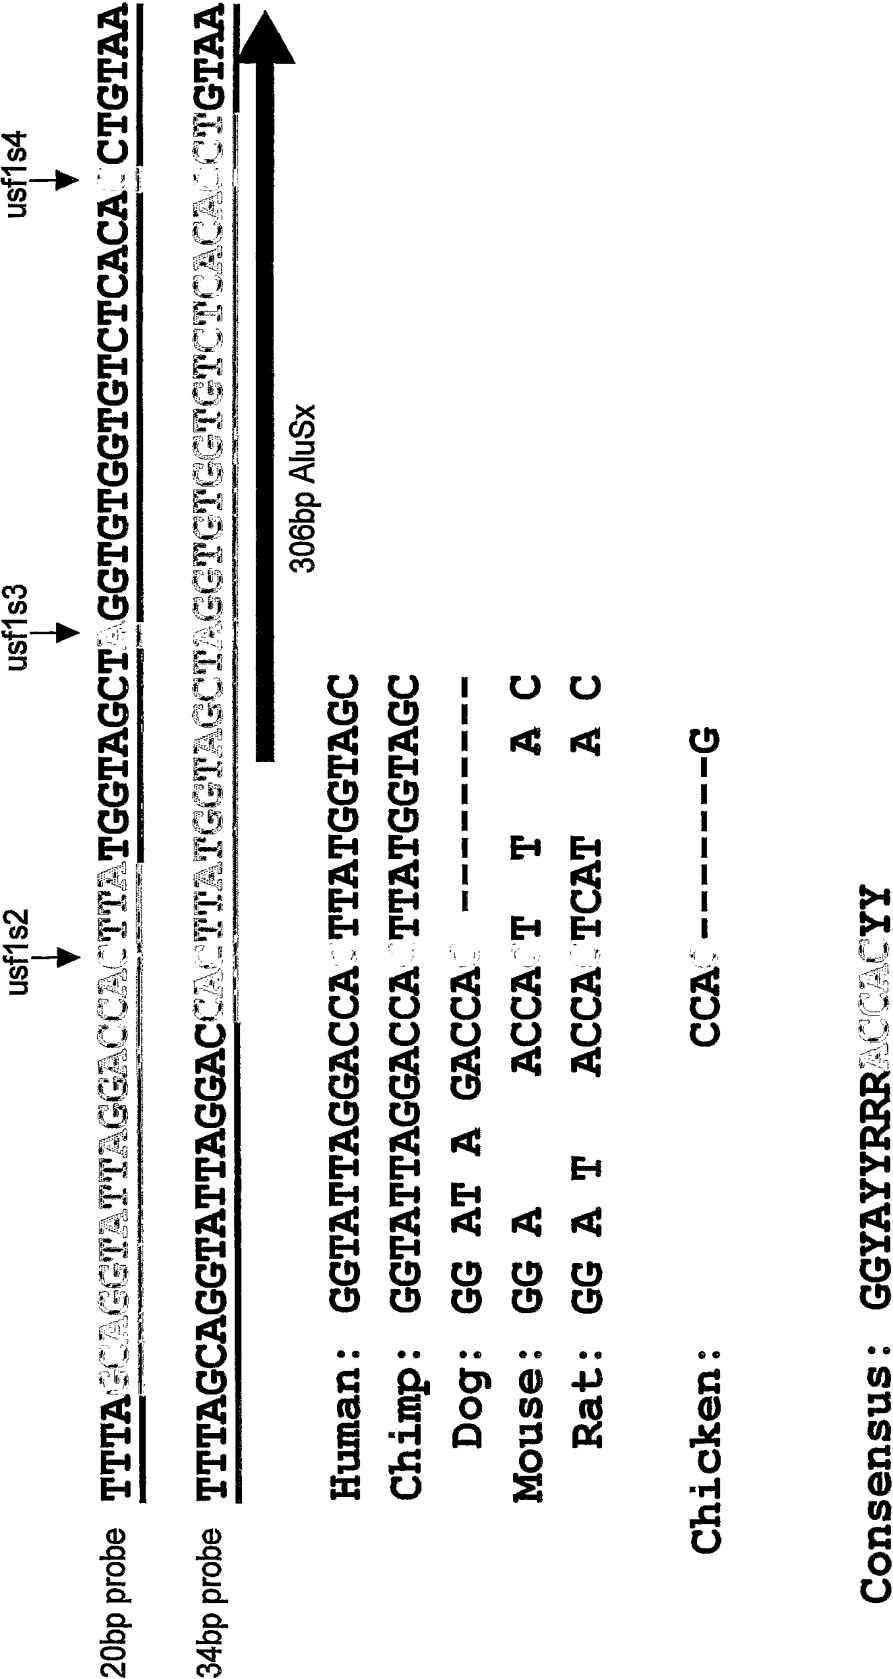 usf1s2 usf1s3 usf1s4
20bp probe TTTAGCAGGTATTAGGACCACTTATGGTAGCTAGGTGTGGTGTCTCACACCTGTAA
34bp probe TTTAGCAGGTATTAGGACCACTTATGGTAGCTAGGTGTGGTGTCTCACACCTGTAA
306bp AluSx
Human: GGTATTAGGACCACTTATGGTAGC
Chimp: GGTATTAGGACCACTTATGGTAGC
Dog: GG AT A GACCAC ---------
Mouse: GG A ACCACT T A C
Rat: GG A T ACCACTCAT A C
Chicken: CCAC-------G
Consensus: GGYAYYRRRACCACYY